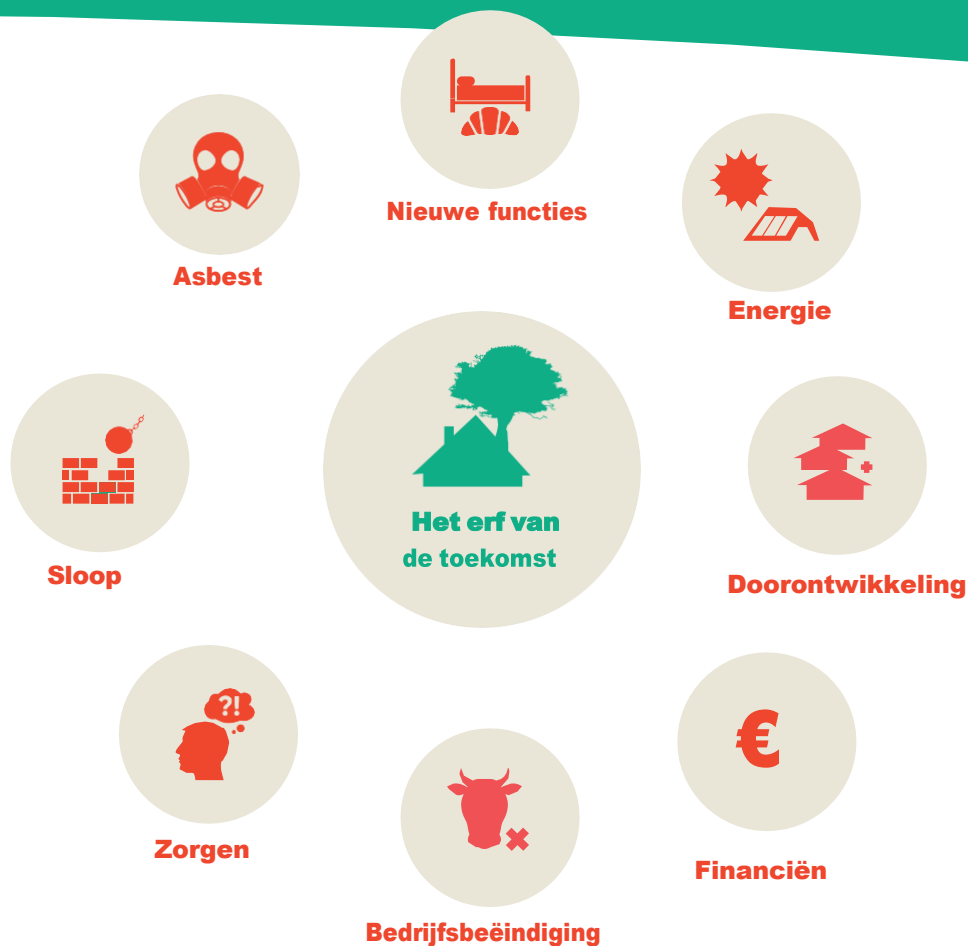 Nieuwe functies
Asbest
Energie
Het erf van
de toekomst
Sloop
Doorontwikkeling
?!
Zorgen
€
Financiën
Bedrijfsbeëindiging